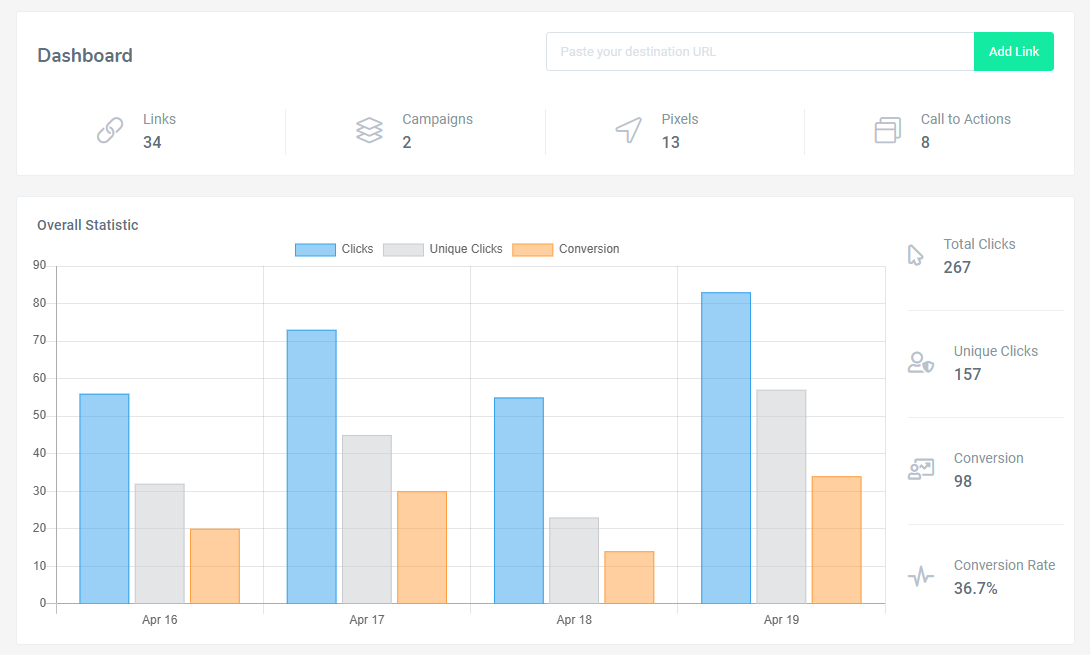 Dashboard
Paste your destination URL
Add Link
Links
34
Campaigns
2
Pixels
13
Call to Actions
8
Overall Statistic
Clicks
Unique Clicks
Conversion
90
80
70
60
50
40
30
20
10
0
Apr 16
Apr 17
Apr 18
Apr 19
Total Clicks
267
Unique Clicks
157
Conversion
98
Conversion Rate
36.7%